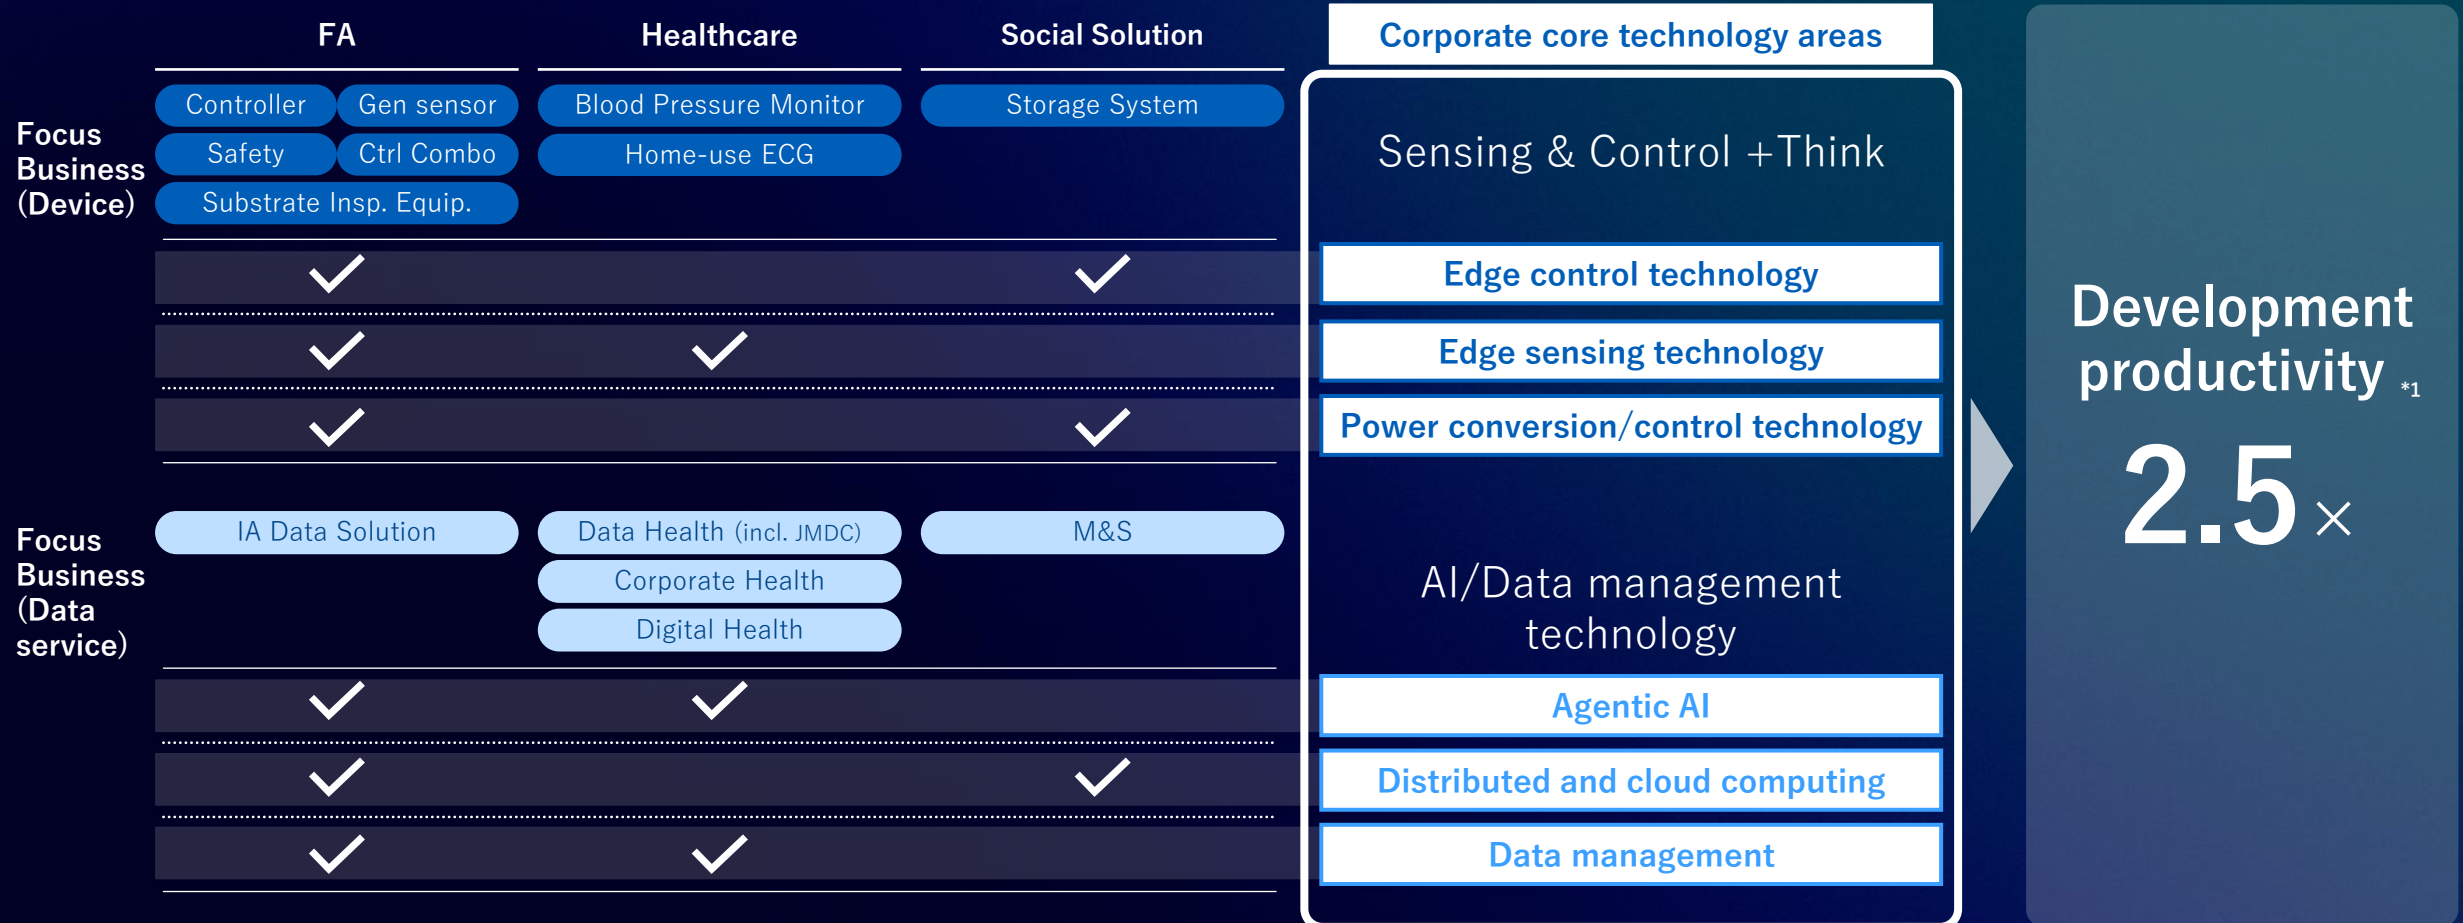 FA
Healthcare
Social Solution
Corporate core technology areas
Focus
Business
(Device)
Controller
Gen sensor
Blood Pressure Monitor
Storage System
Safety
Ctrl Combo
Home-use ECG
Substrate Insp. Equip.
Sensing & Control +Think
Edge control technology
Edge sensing technology
Power conversion/control technology
Focus
Business
(Data
service)
IA Data Solution
Data Health (incl. JMDC)
M&S
Corporate Health
Digital Health
AI/Data management
technology
Agentic AI
Distributed and cloud computing
Data management
Development
productivity *1
2.5×